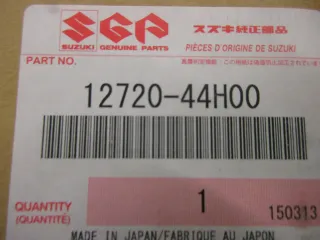 SGP
スズキ純正部品
SUZUKI GENUINE PARTS
PIÈCES D'ORIGINE DE SUZUKI
PART NO.
12720-44H00
QUANTITY
(QUANTITÉ)
1
150313
MADE IN JAPAN/FABRIQUE AU JAPON